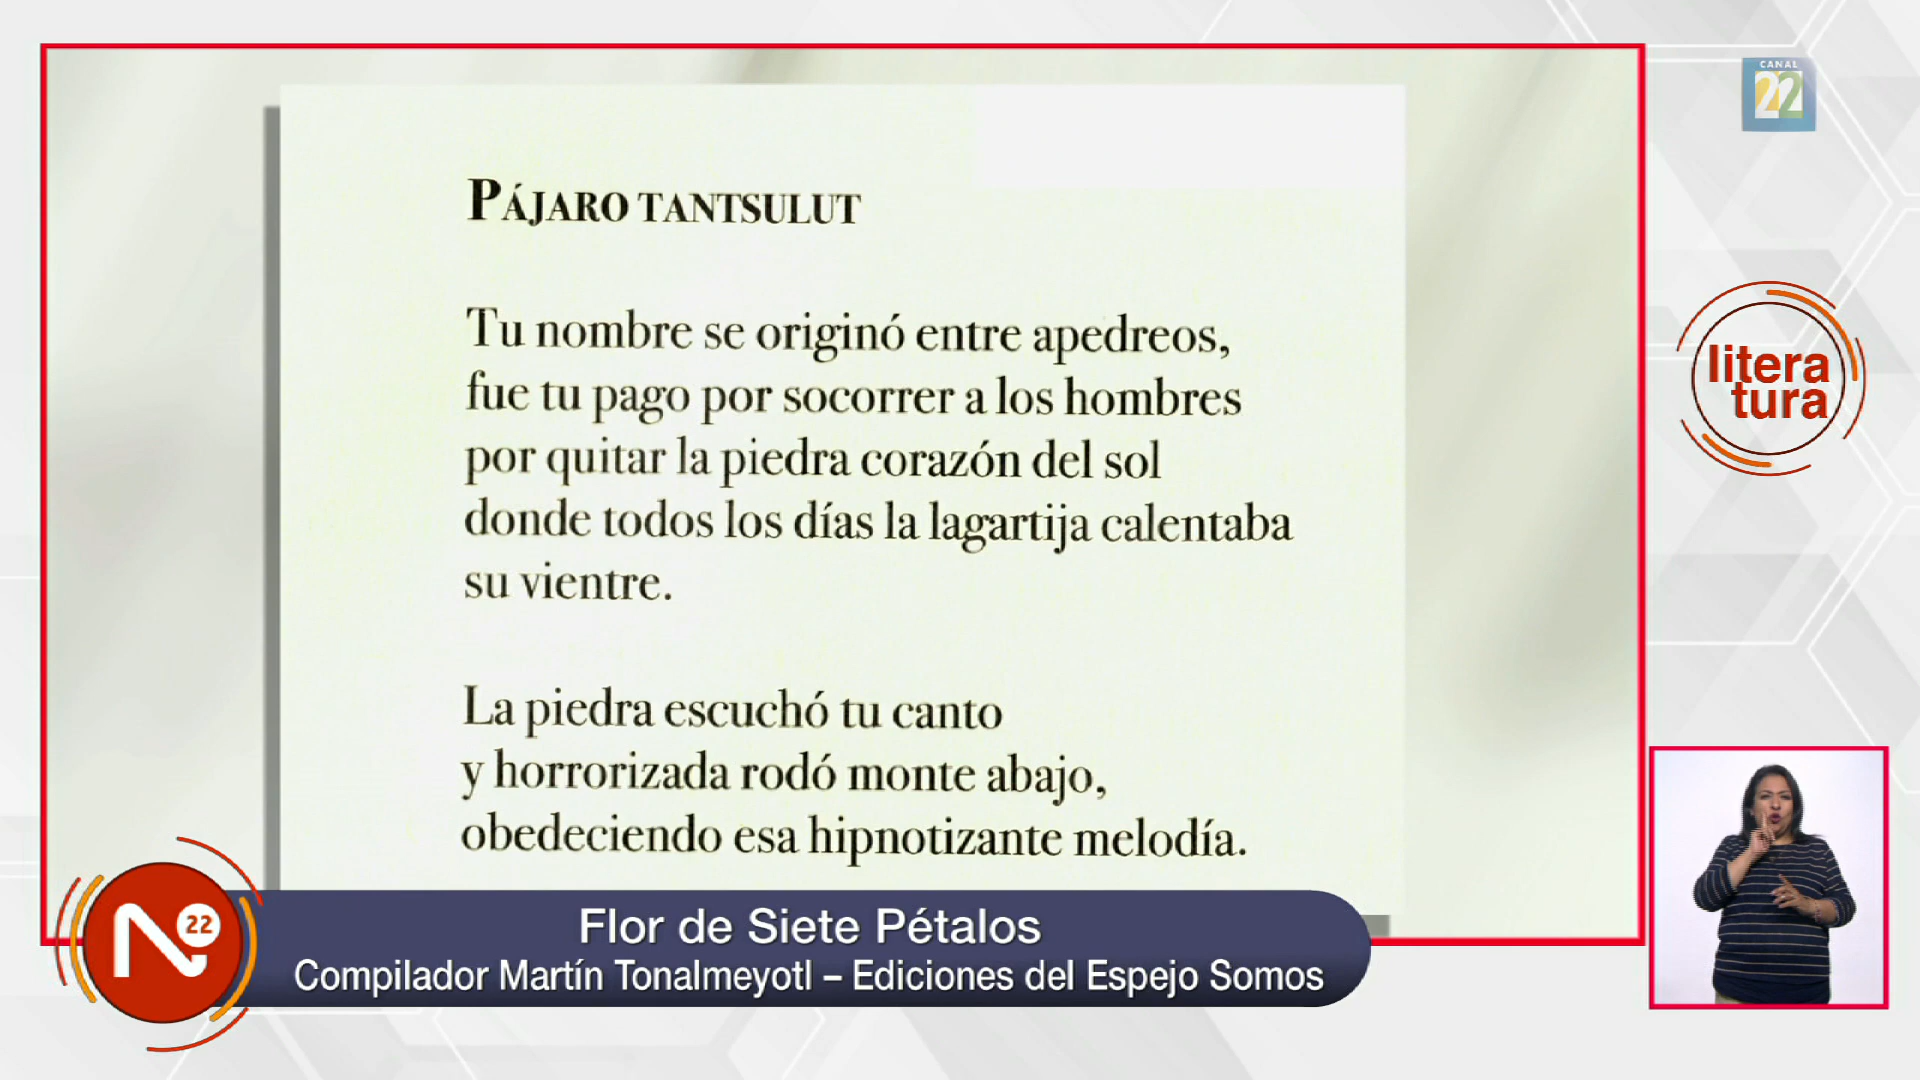 CANAL
22
PÁJARO TANTSULUT
Tu nombre se originó entre apedreos,
fue tu pago por socorrer a los hombres
por quitar la piedra corazón del sol
donde todos los días la lagartija calentaba
su vientre.
La piedra escuchó tu canto
y horrorizada rodó monte abajo,
obedeciendo esa hipnotizante melodía.
litera
tura
N 22
Flor de Siete Pétalos
Compilador Martín Tonalmeyotl – Ediciones del Espejo Somos